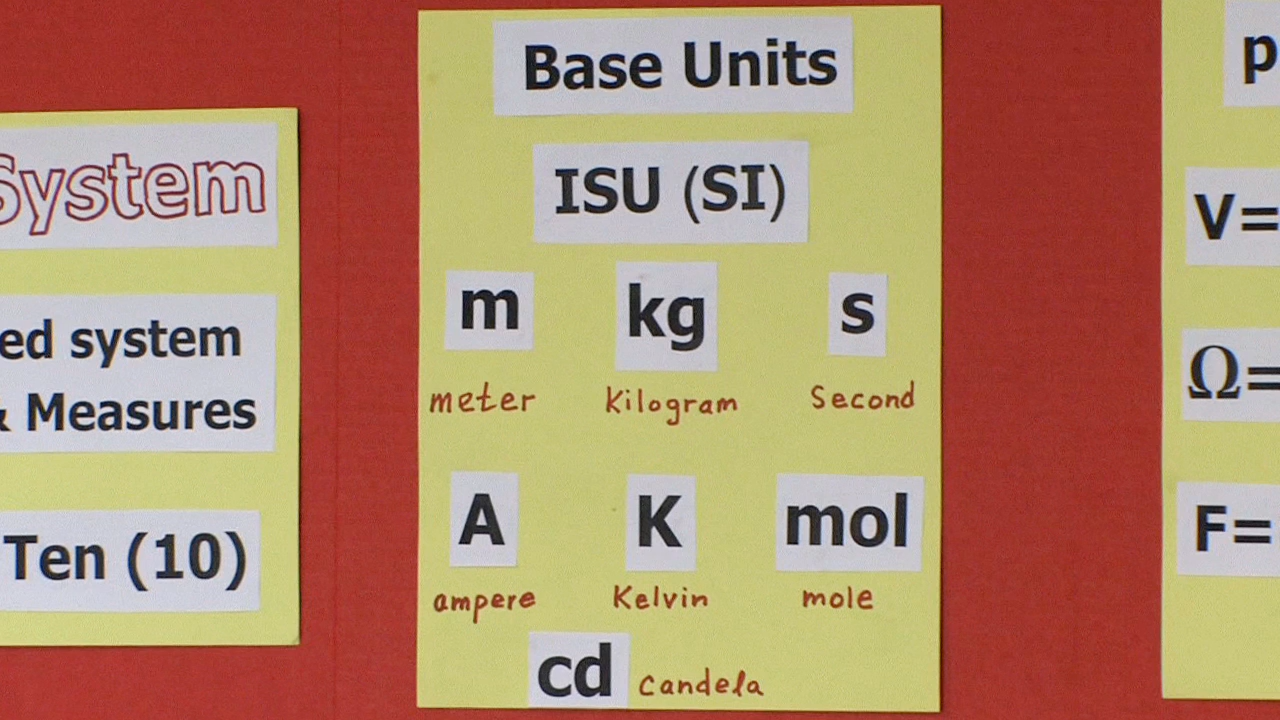 System
ed system
& Measures
Ten (10)
Base Units
ISU (SI)
m kg s
meter Kilogram Second
A K mol
ampere Kelvin mole
cd candela
p
V=
Ω=
F=